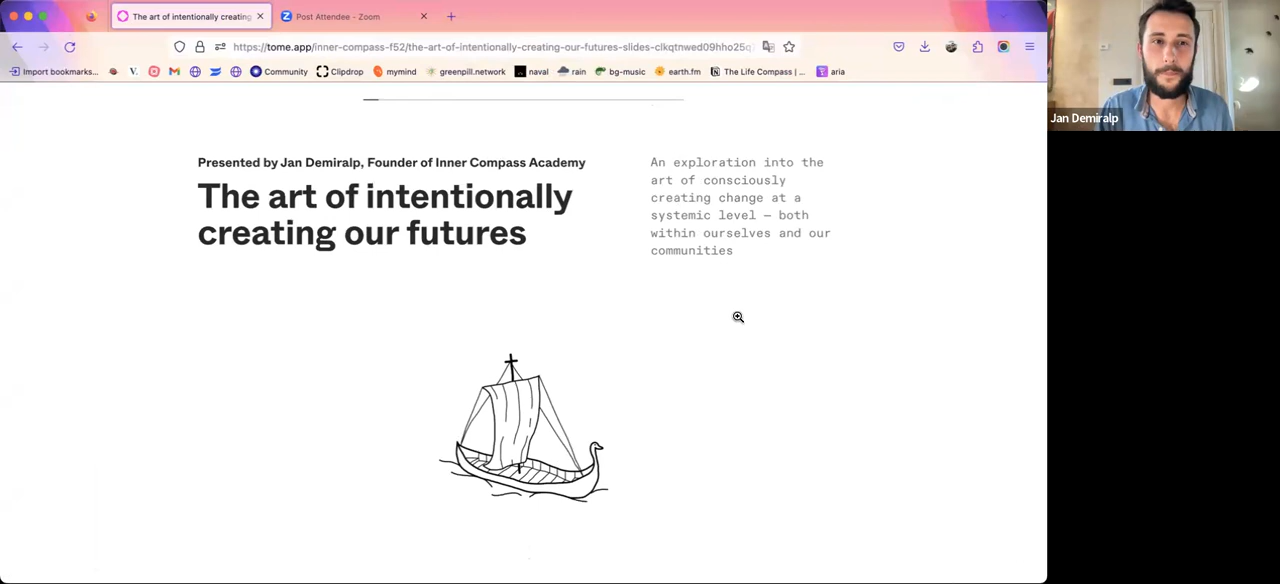 The art of intentionally creating
Post Attendee - Zoom
https://tome.app/inner-compass-f52/the-art-of-intentionally-creating-our-futures-slides-clkqtnwed09hho25q
Import bookmarks...
Community
Clipdrop
mymind
greenpill.network
naval
rain
bg-music
earth.fm
The Life Compass | ...
aria
Jan Demiralp
Presented by Jan Demiralp, Founder of Inner Compass Academy
The art of intentionally
creating our futures
An exploration into the
art of consciously
creating change at a
systemic level — both
within ourselves and our
communities